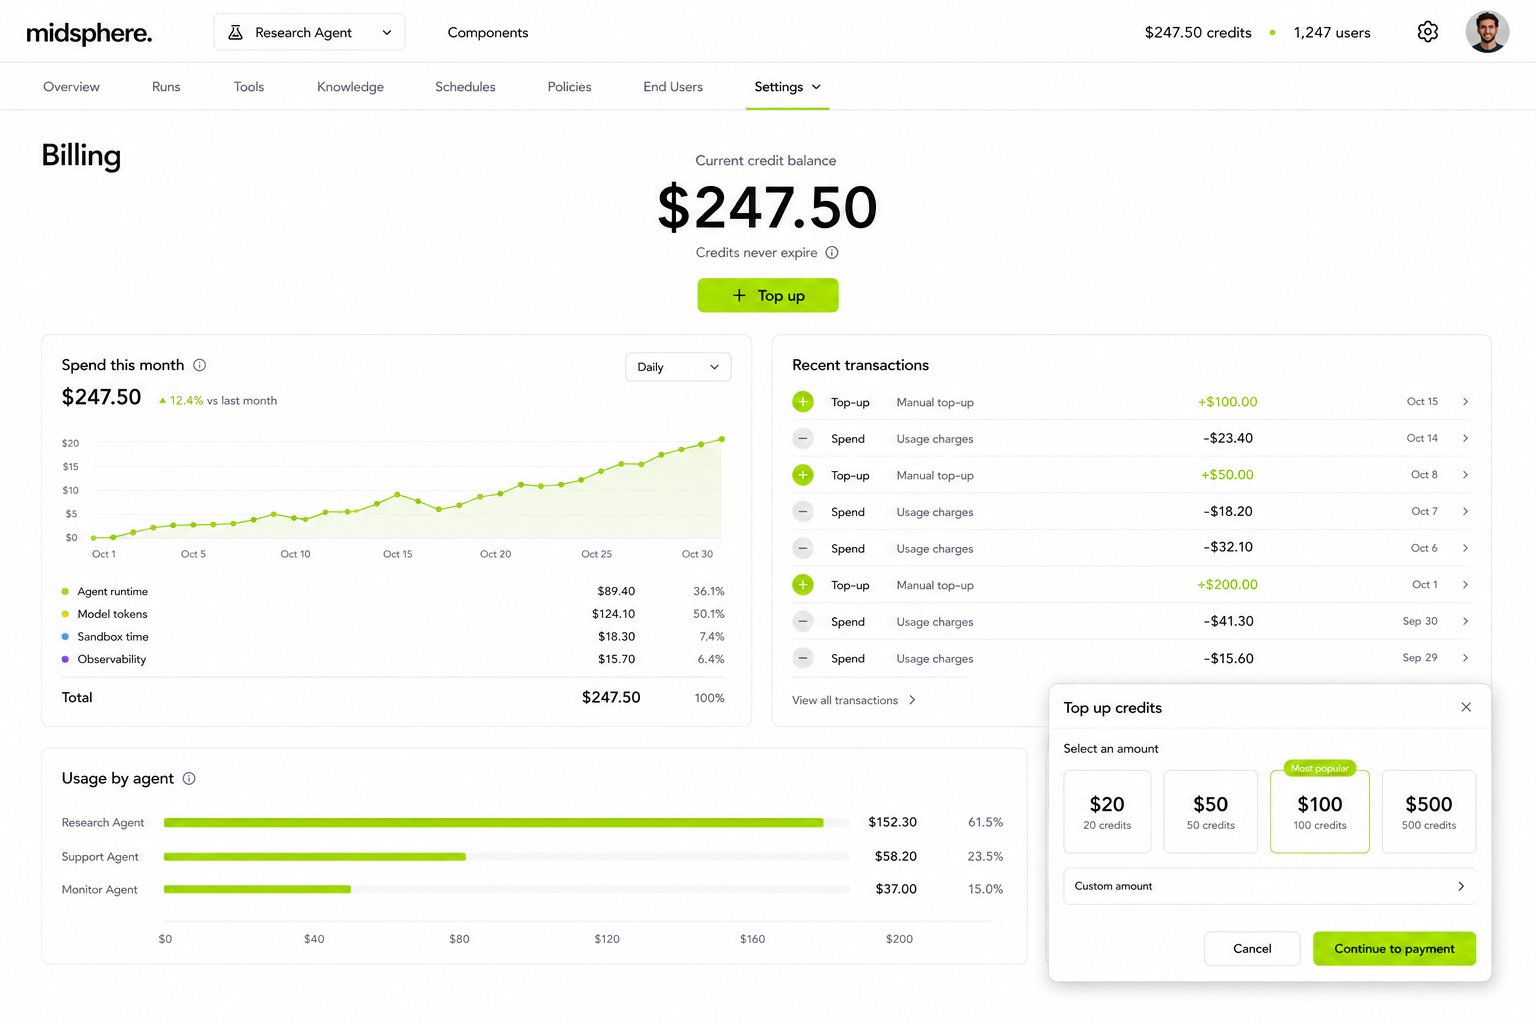 midsphere.
Research Agent
Components
$247.50 credits
1,247 users
Overview
Runs
Tools
Knowledge
Schedules
Policies
End Users
Settings
Billing
Current credit balance
$247.50
Credits never expire
+ Top up
Spend this month
Daily
$247.50
12.4% vs last month
$20
$15
$10
$5
$0
Oct 1 Oct 5 Oct 10 Oct 15 Oct 20 Oct 25 Oct 30
Agent runtime $89.40 36.1%
Model tokens $124.10 50.1%
Sandbox time $18.30 7.4%
Observability $15.70 6.4%
Total $247.50 100%
Recent transactions
Top-up Manual top-up +$100.00 Oct 15
Spend Usage charges -$23.40 Oct 14
Top-up Manual top-up +$50.00 Oct 8
Spend Usage charges -$18.20 Oct 7
Spend Usage charges -$32.10 Oct 6
Top-up Manual top-up +$200.00 Oct 1
Spend Usage charges -$41.30 Sep 30
Spend Usage charges -$15.60 Sep 29
View all transactions
Usage by agent
Research Agent $152.30 61.5%
Support Agent $58.20 23.5%
Monitor Agent $37.00 15.0%
$0 $40 $80 $120 $160 $200
Top up credits
Select an amount
Most popular
$20 $50 $100 $500
20 credits 50 credits 100 credits 500 credits
Custom amount
Cancel
Continue to payment